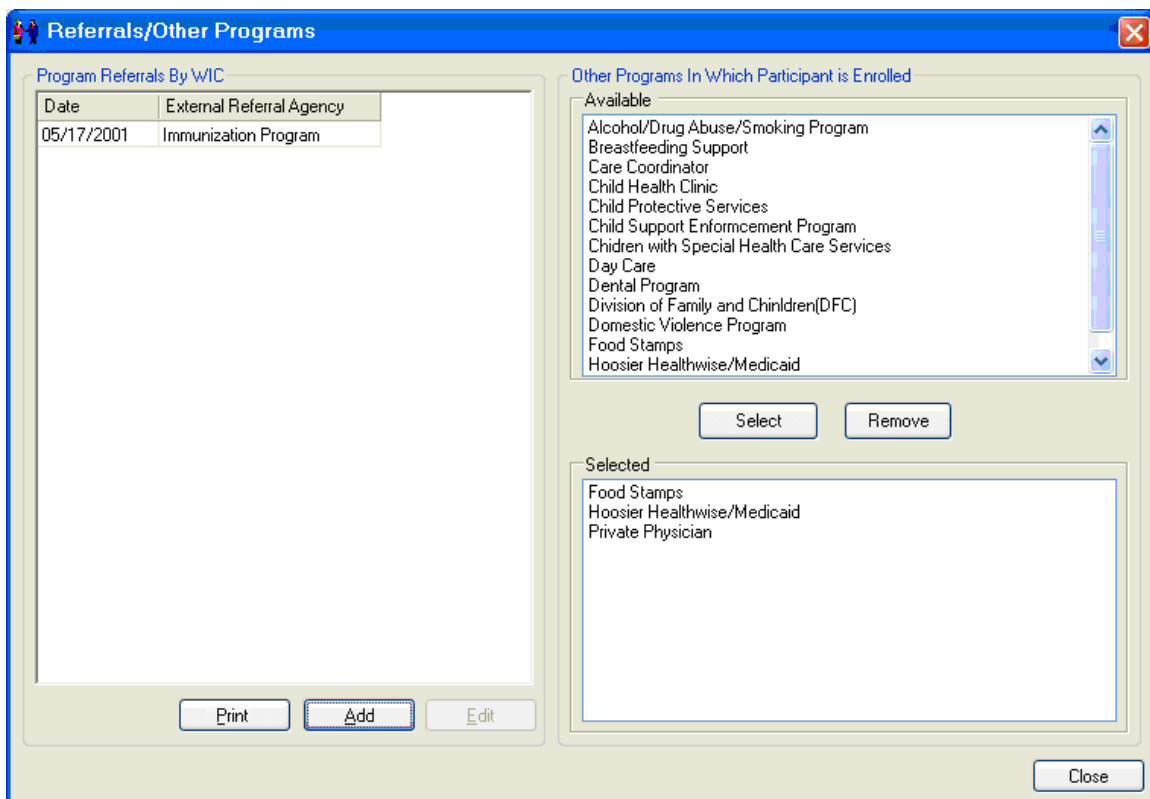 Referrals/Other Programs
Program Referrals By WIC
Date External Referral Agency
05/17/2001 Immunization Program
Print Add Edit
Other Programs In Which Participant is Enrolled
Available
Alcohol/Drug Abuse/Smoking Program
Breastfeeding Support
Care Coordinator
Child Health Clinic
Child Protective Services
Child Support Enformcement Program
Chidren with Special Health Care Services
Day Care
Dental Program
Division of Family and Chinldren(DFC)
Domestic Violence Program
Food Stamps
Hoosier Healthwise/Medicaid
Select Remove
Selected
Food Stamps
Hoosier Healthwise/Medicaid
Private Physician
Close